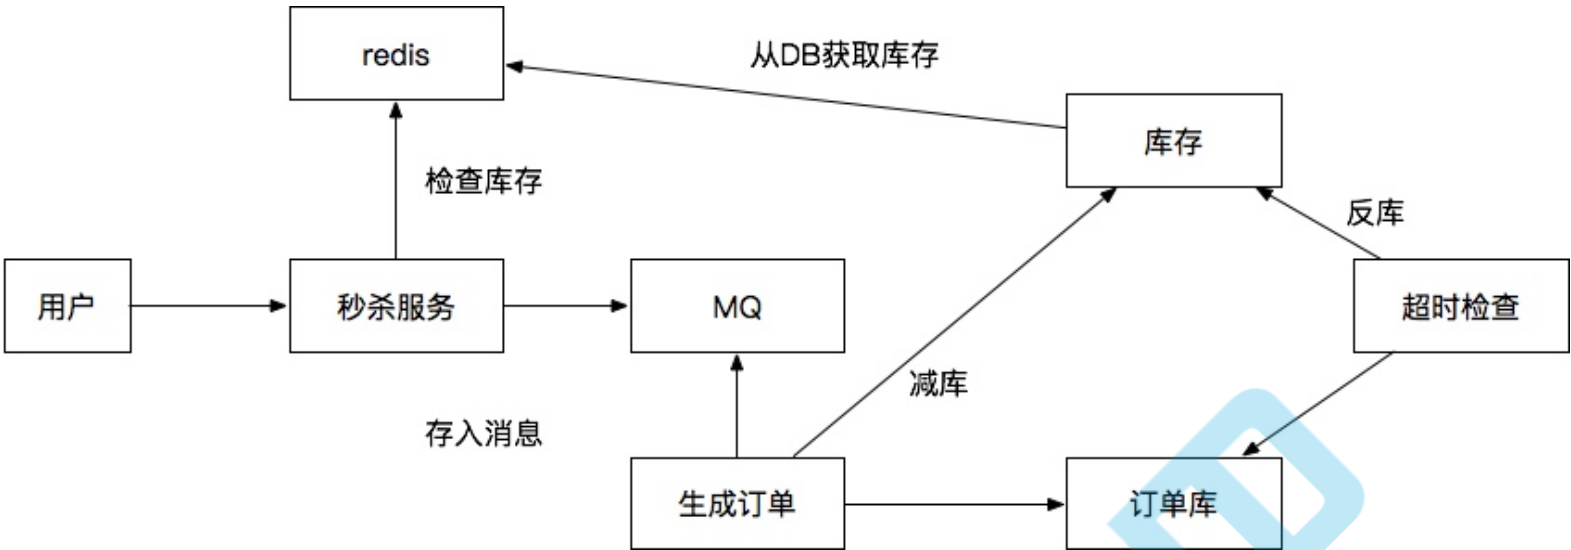 redis
从DB获取库存
库存
检查库存
反库
用户
秒杀服务
MQ
超时检查
减库
存入消息
生成订单
订单库